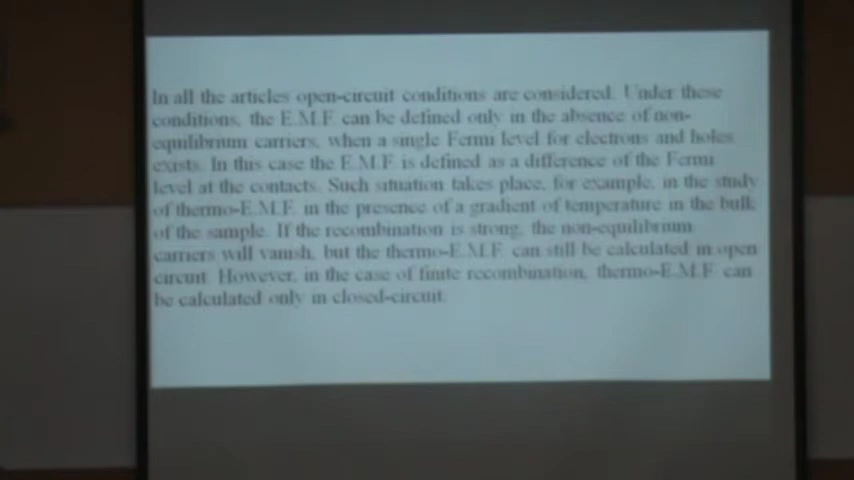 In all the articles open-circuit conditions are considered. Under these
conditions, the E.M.F. can be defined only in the absence of non-
equilibrium carriers, when a single Fermi level for electrons and holes
exists. In this case the E.M.F. is defined as a difference of the Fermi
level at the contacts. Such situation takes place, for example, in the study
of thermo-E.M.F. in the presence of a gradient of temperature in the bulk
of the sample. If the recombination is strong, the non-equilibrium
carriers will vanish, but the thermo-E.M.F. can still be calculated in open
circuit. However, in the case of finite recombination, thermo-E.M.F. can
be calculated only in closed-circuit.